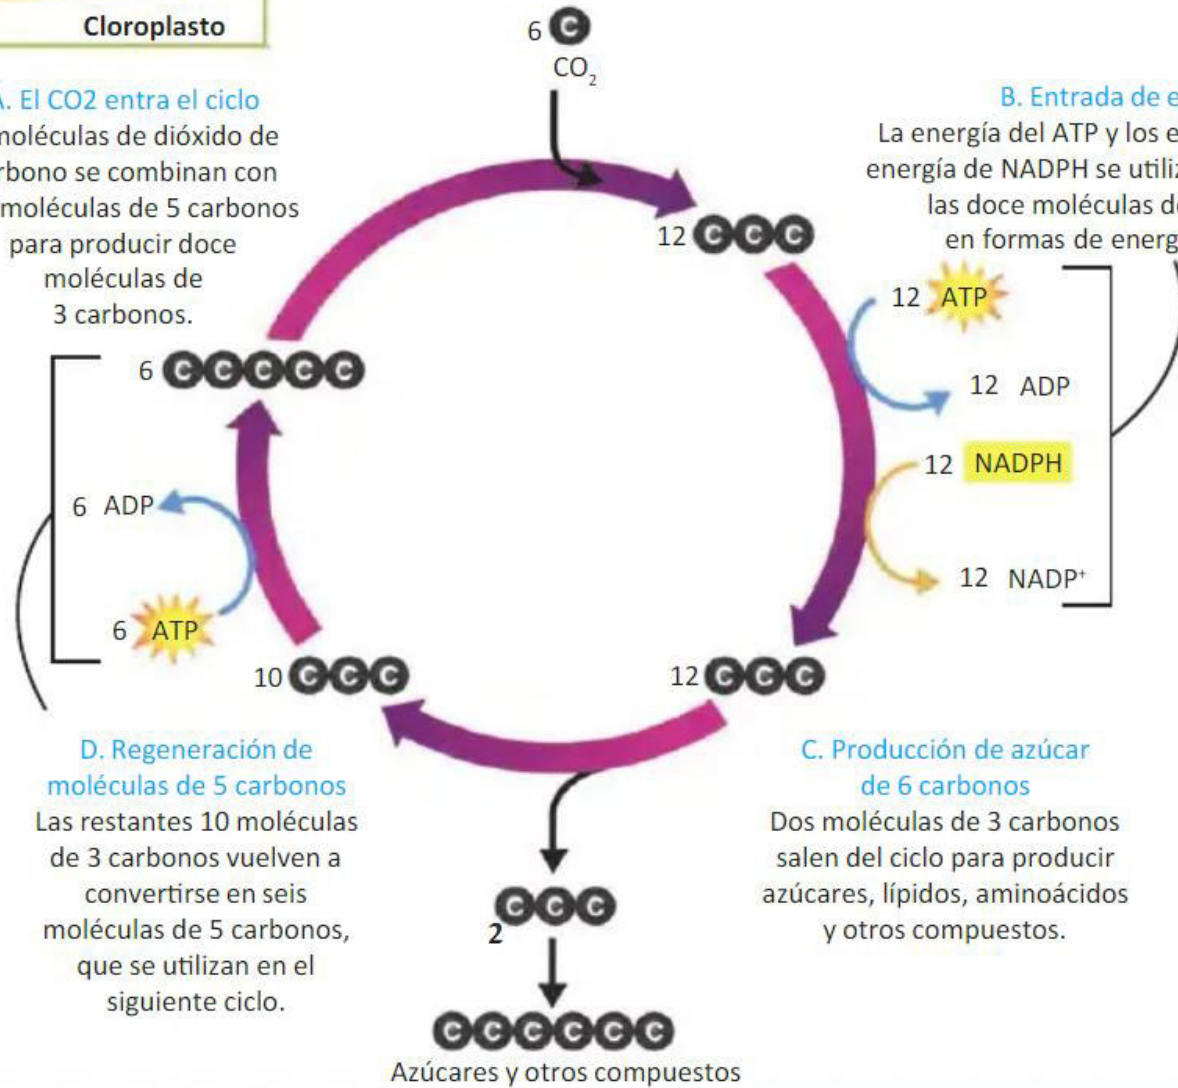 Cloroplasto
6 C
CO₂
A. El CO2 entra el ciclo
moléculas de dióxido de
carbono se combinan con
moléculas de 5 carbonos
para producir doce
moléculas de
3 carbonos.
B. Entrada de
La energía del ATP y los
energía de NADPH se
las doce moléculas
en formas de
12 C C C
12 ATP
12 ADP
12 NADPH
12 NADP⁺
12 C C C
C. Producción de azúcar
de 6 carbonos
Dos moléculas de 3 carbonos
salen del ciclo para producir
azúcares, lípidos, aminoácidos
y otros compuestos.
2 C C C
C C C C C C
Azúcares y otros compuestos
10 C C C
D. Regeneración de
moléculas de 5 carbonos
Las restantes 10 moléculas
de 3 carbonos vuelven a
convertirse en seis
moléculas de 5 carbonos,
que se utilizan en el
siguiente ciclo.
6 ATP
6 ADP
6 C C C C C